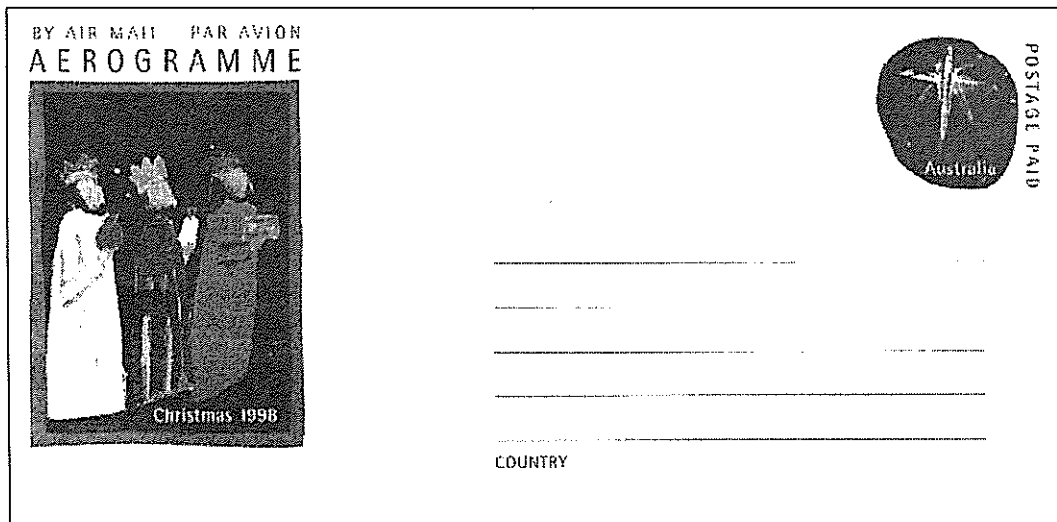 BY AIR MAIL PAR AVION
AEROGRAMME
Christmas 1998
Australia
POSTAGE PAID
COUNTRY